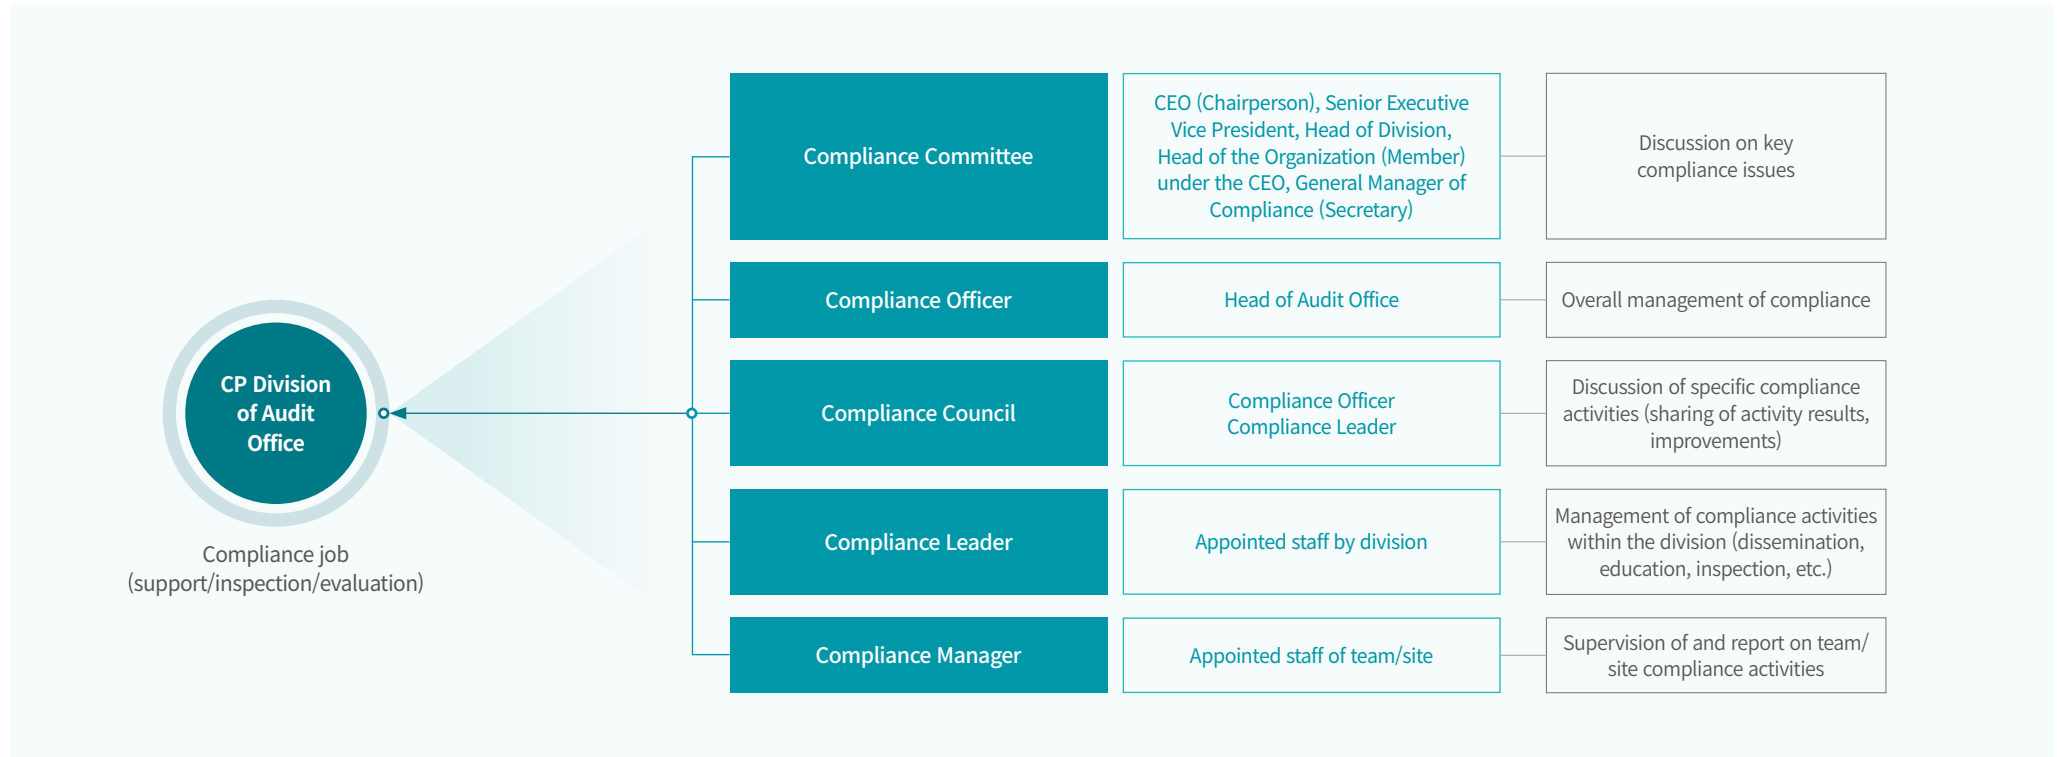 CP Division
of Audit
Office
Compliance job
(support/inspection/evaluation)
Compliance Committee
CEO (Chairperson), Senior Executive
Vice President, Head of Division,
Head of the Organization (Member)
under the CEO, General Manager of
Compliance (Secretary)
Discussion on key
compliance issues
Compliance Officer
Head of Audit Office
Overall management of compliance
Compliance Council
Compliance Officer
Compliance Leader
Discussion of specific compliance
activities (sharing of activity results,
improvements)
Compliance Leader
Appointed staff by division
Management of compliance activities
within the division (dissemination,
education, inspection, etc.)
Compliance Manager
Appointed staff of team/site
Supervision of and report on team/
site compliance activities